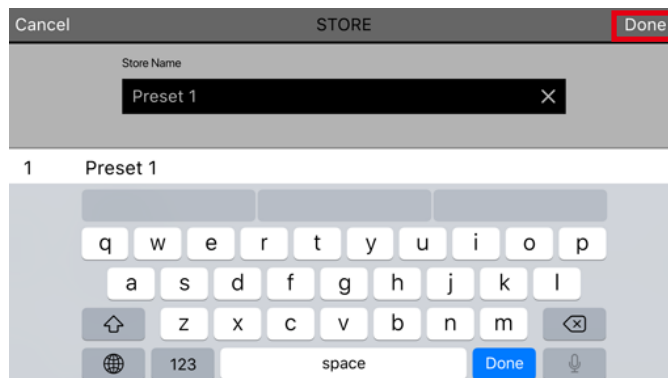 Cancel STORE Done
Store Name
Preset 1
1 Preset 1
q w e r t y u i o p
a s d f g h j k l
z x c v b n m
123 space Done